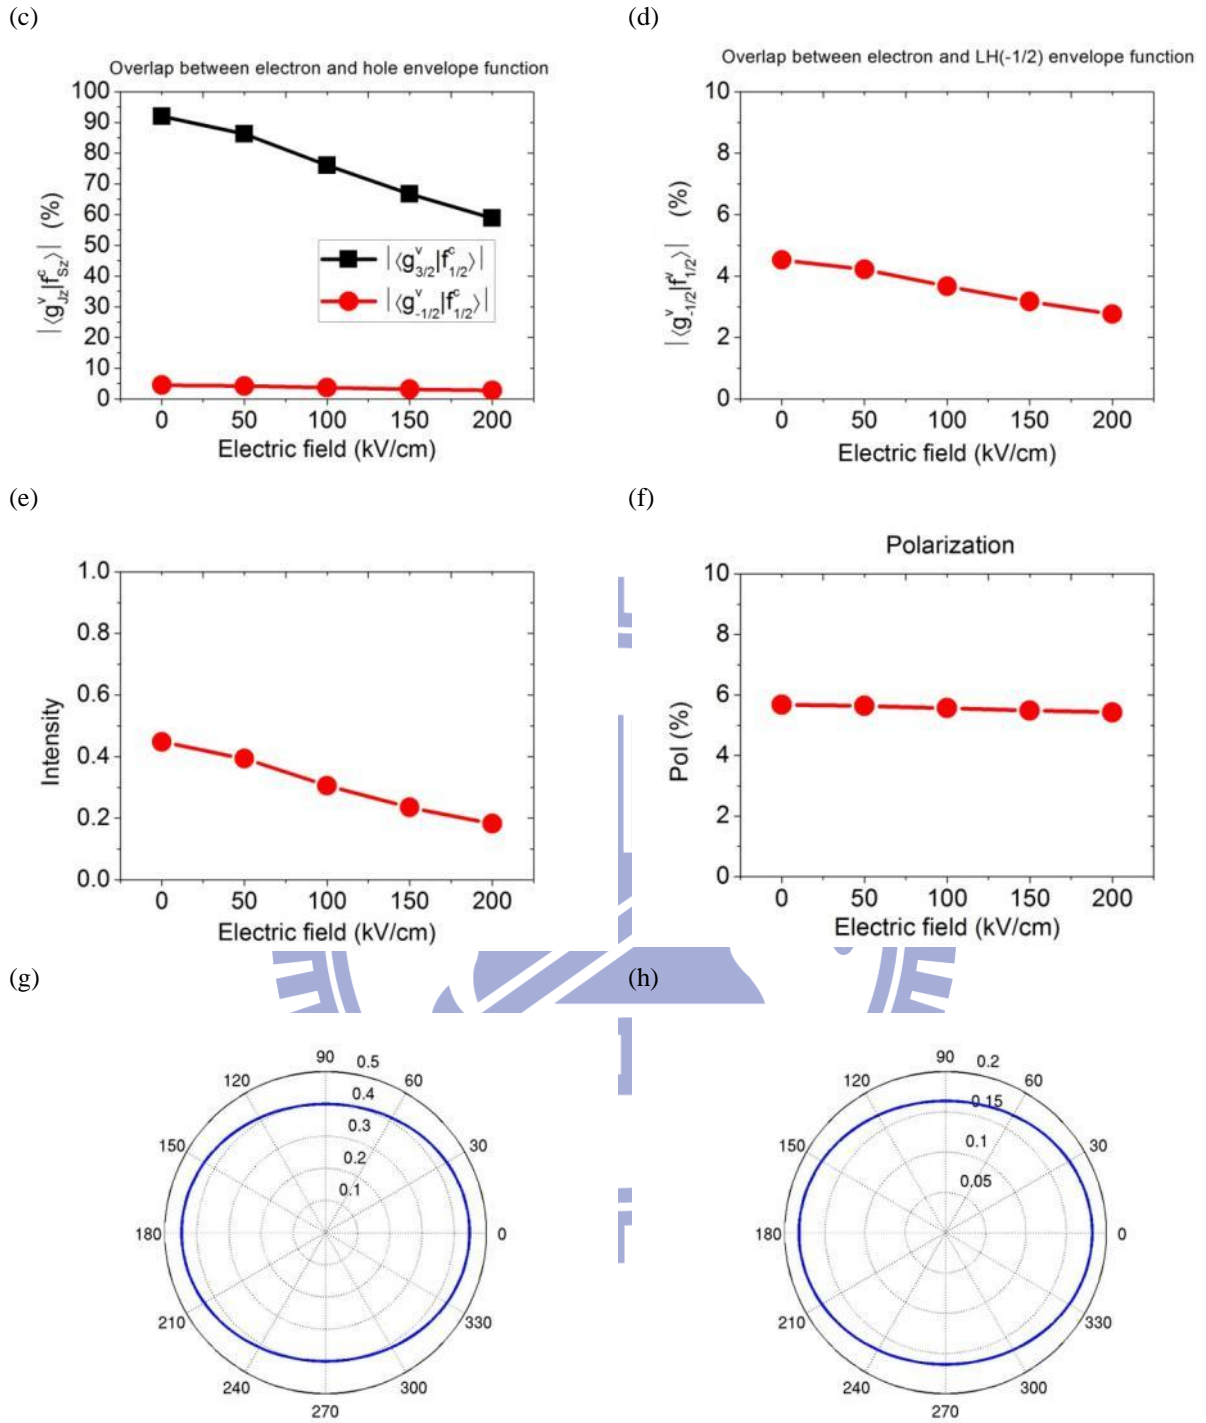 (c)
Overlap between electron and hole envelope function
100
90
80
70
60
50
40
30
20
10
0
|⟨g^v_Jz|f^c_Sz⟩| (%)
|⟨g^v_3/2|f^c_1/2⟩|
|⟨g^v_-1/2|f^c_1/2⟩|
0 50 100 150 200
Electric field (kV/cm)
(d)
Overlap between electron and LH(-1/2) envelope function
10
8
6
4
2
0
|⟨g^v_-1/2|f^v_1/2⟩| (%)
0 50 100 150 200
Electric field (kV/cm)
(e)
1.0
0.8
0.6
0.4
0.2
0.0
Intensity
0 50 100 150 200
Electric field (kV/cm)
(f)
Polarization
10
8
6
4
2
0
Pol (%)
0 50 100 150 200
Electric field (kV/cm)
(g)
90 0.5
120 60
0.4
0.3
150 30
0.2
0.1
180 0
210 330
240 300
270
(h)
90 0.2
120 60
0.15
150 0.1 30
0.05
180 0
210 330
240 300
270